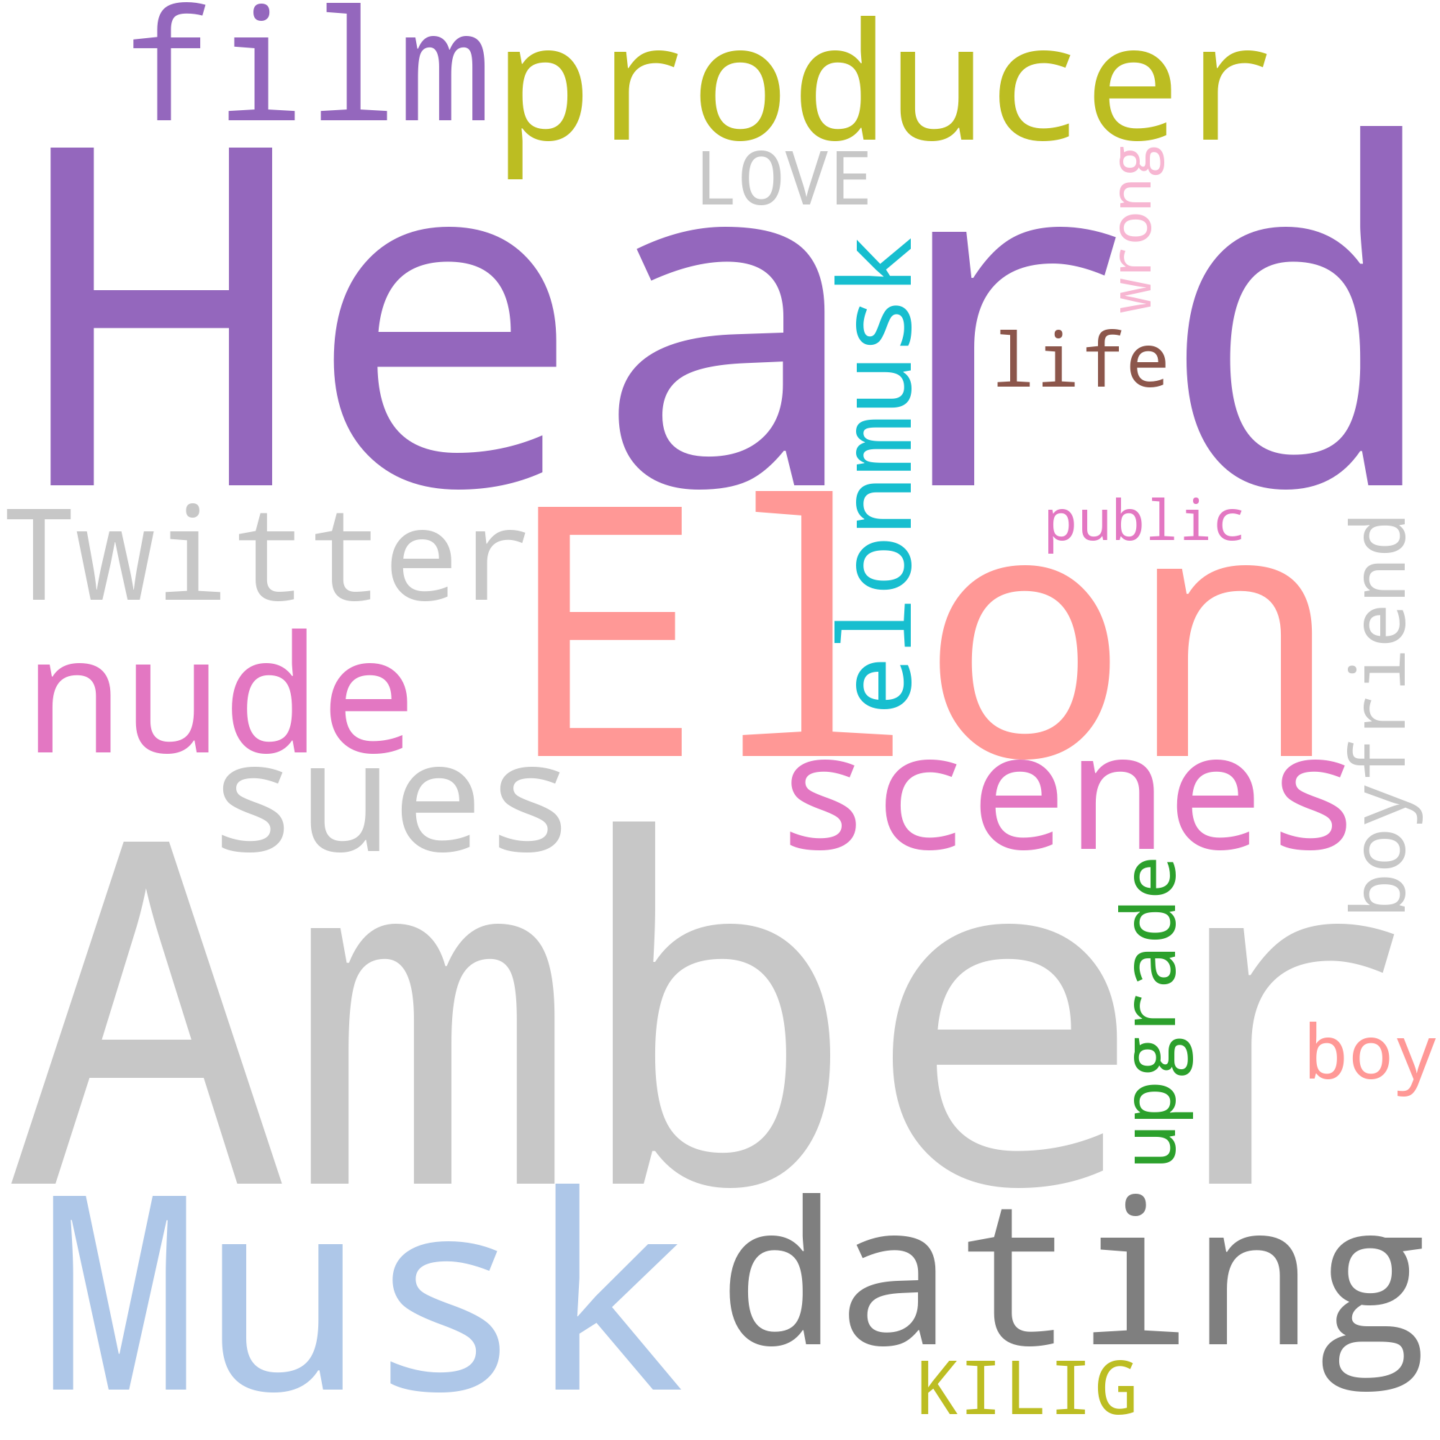 film
producer
LOVE
wrong
Heard
elonmusk
life
Twitter
Elon
public
boyfriend
nude
sues
scenes
Amber
upgrade
boy
Musk
dating
KILIG